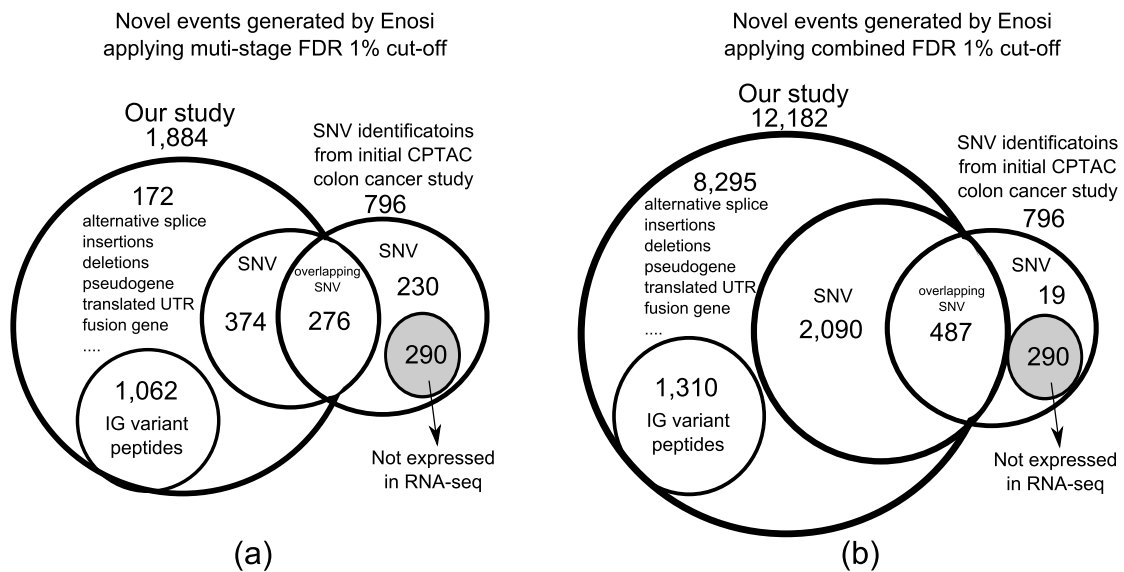 Novel events generated by Enosi
applying muti-stage FDR 1% cut-off
Our study
1,884
SNV identificatoins
from initial CPTAC
colon cancer study
796
172
alternative splice
insertions
deletions
pseudogene
translated UTR
fusion gene
....
SNV
374
overlapping
SNV
276
SNV
230
290
1,062
IG variant
peptides
Not expressed
in RNA-seq
(a)
Novel events generated by Enosi
applying combined FDR 1% cut-off
Our study
12,182
SNV identificatoins
from initial CPTAC
colon cancer study
796
8,295
alternative splice
insertions
deletions
pseudogene
translated UTR
fusion gene
....
SNV
2,090
overlapping
SNV
487
SNV
19
290
1,310
IG variant
peptides
Not expressed
in RNA-seq
(b)